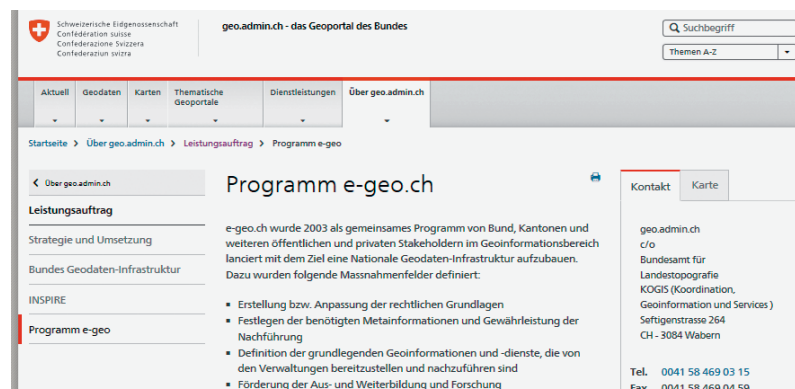 Schweizerische Eidgenossenschaft
Confédération suisse
Confederazione Svizzera
Confederaziun svizra
geo.admin.ch - das Geoportal des Bundes
Suchbegriff
Themen A-Z
Aktuell
Geodaten
Karten
Thematische
Geoportale
Dienstleistungen
Über geo.admin.ch
Startseite > Über geo.admin.ch > Leistungsauftrag > Programm e-geo
Über geo.admin.ch
Leistungsauftrag
Strategie und Umsetzung
Bundes Geodaten-Infrastruktur
INSPIRE
Programm e-geo
Programm e-geo.ch
e-geo.ch wurde 2003 als gemeinsames Programm von Bund, Kantonen und
weiteren öffentlichen und privaten Stakeholdern im Geoinformationsbereich
lanciert mit dem Ziel eine Nationale Geodaten-Infrastruktur aufzubauen.
Dazu wurden folgende Massnahmenfelder definiert:
▪ Erstellung bzw. Anpassung der rechtlichen Grundlagen
▪ Festlegen der benötigten Metainformationen und Gewährleistung der
Nachführung
▪ Definition der grundlegenden Geoinformationen und -dienste, die von
den Verwaltungen bereitzustellen und nachzuführen sind
▪ Förderung der Aus- und Weiterbildung und Forschung
Kontakt
Karte
geo.admin.ch
c/o
Bundesamt für
Landestopografie
KOGIS (Koordination,
Geoinformation und Services )
Seftigenstrasse 264
CH - 3084 Wabern
Tel. 0041 58 469 03 15
Fax 0041 58 469 04 59